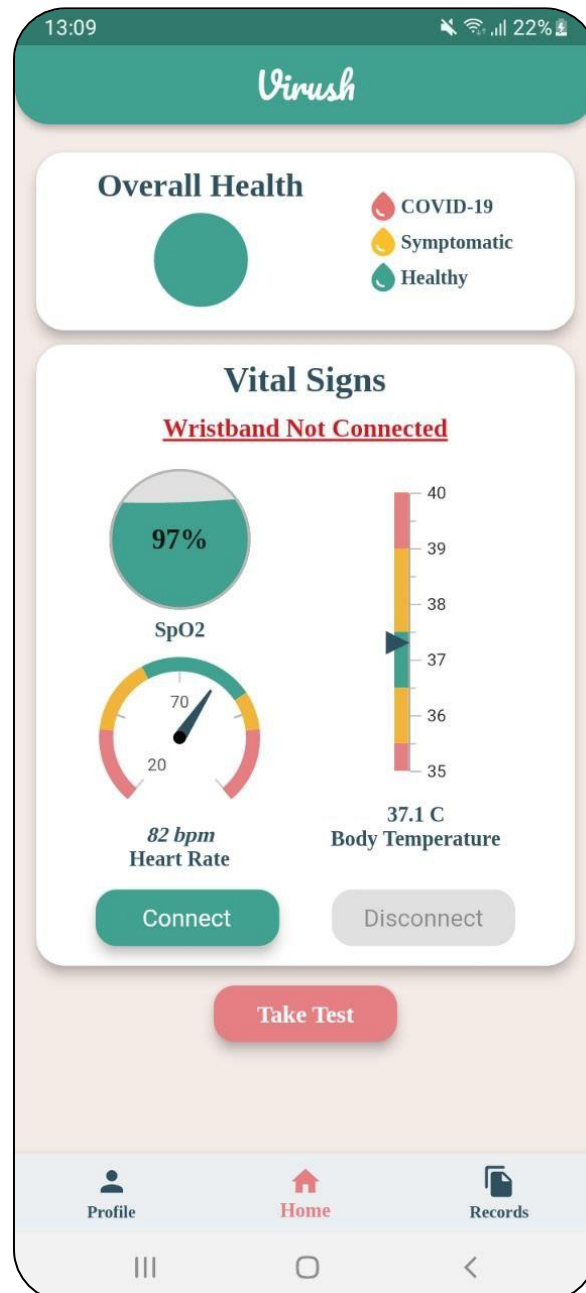 13:09
22%
Virush
Overall Health
COVID-19
Symptomatic
Healthy
Vital Signs
Wristband Not Connected
97%
SpO2
70
20
82 bpm
Heart Rate
40
39
38
37
36
35
37.1 C
Body Temperature
Connect
Disconnect
Take Test
Profile
Home
Records